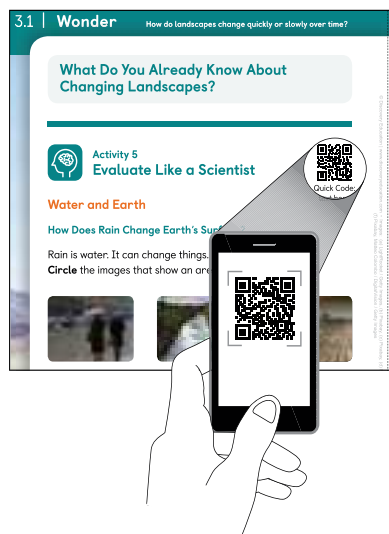 3.1 | Wonder How do landscapes change quickly or slowly over time?
What Do You Already Know About
Changing Landscapes?
Activity 5
Evaluate Like a Scientist
Quick Code:
Water and Earth
How Does Rain Change Earth's
Rain is water. It can change things.
Circle the images that show an